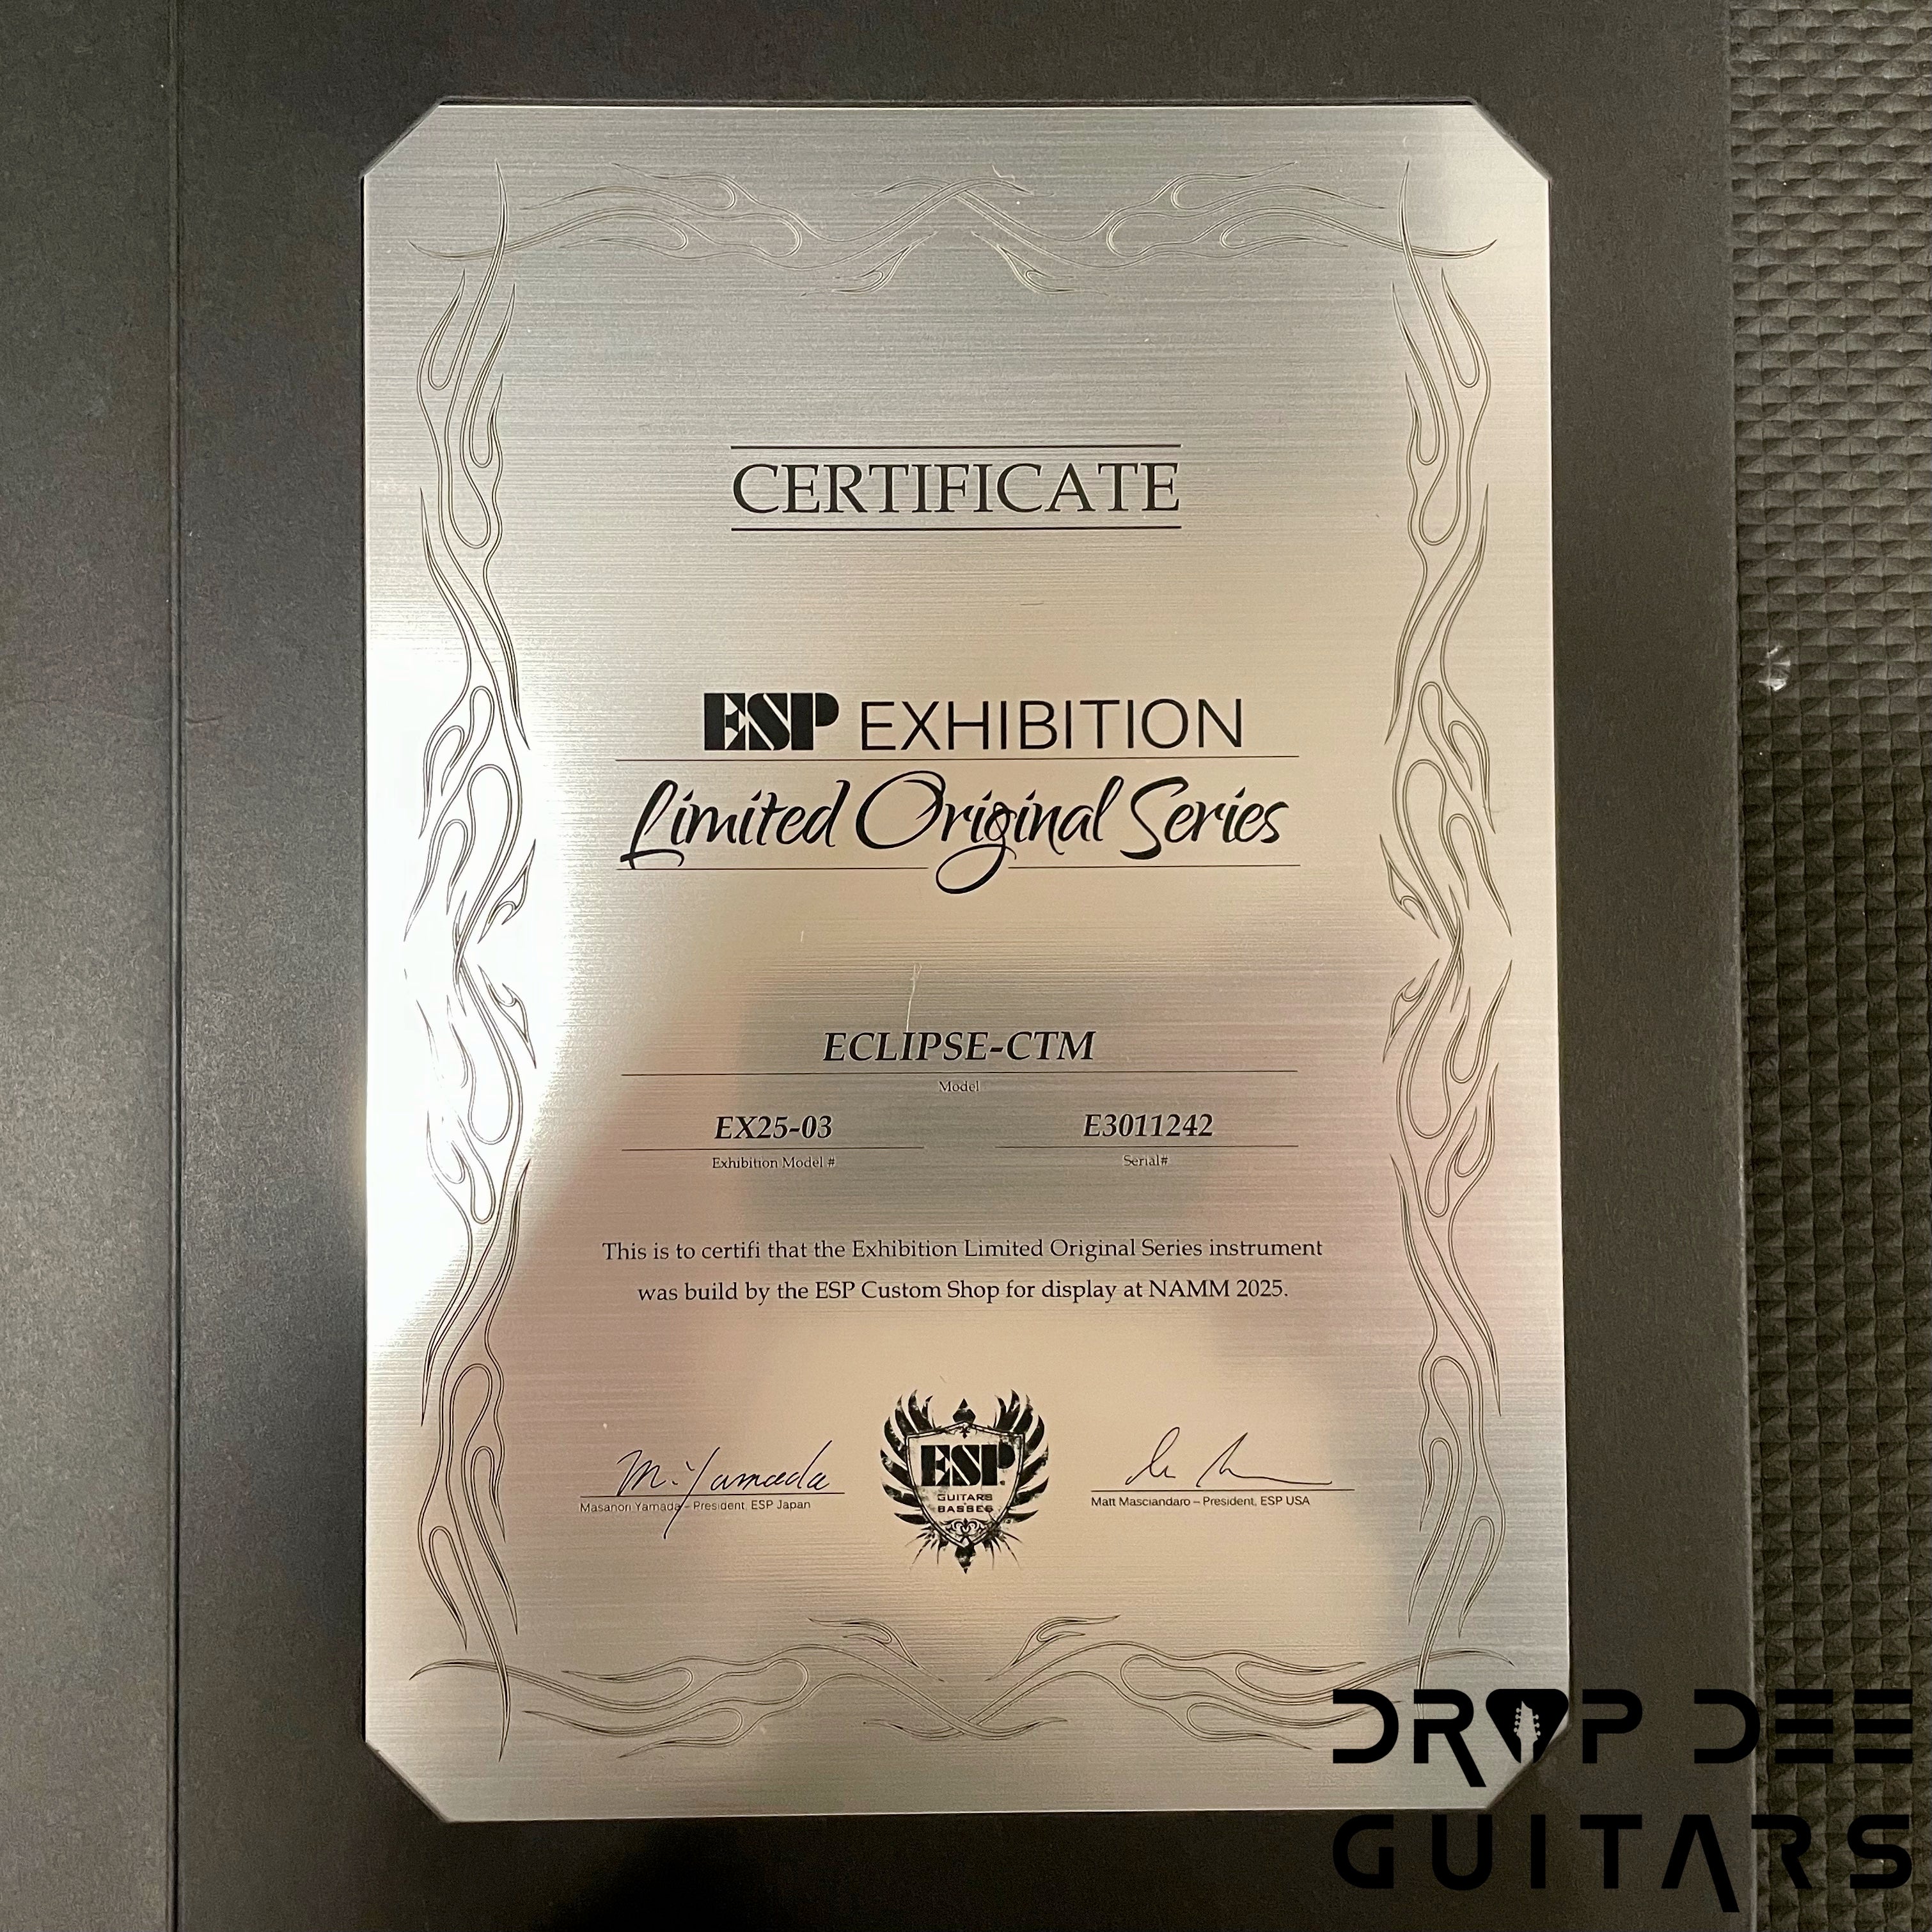 CERTIFICATE
ESP EXHIBITION
Limited Original Series
ECLIPSE-CTM
Model
EX25-03 E3011242
Exhibition Model # Serial#
This is to certifi that the Exhibition Limited Original Series instrument
was build by the ESP Custom Shop for display at NAMM 2025.
M. Yamada
Masanori Yamada – President, ESP Japan
ESP
GUITARS
BASSES
Matt Masciandaro – President, ESP USA
DROP DEE
GUITARS